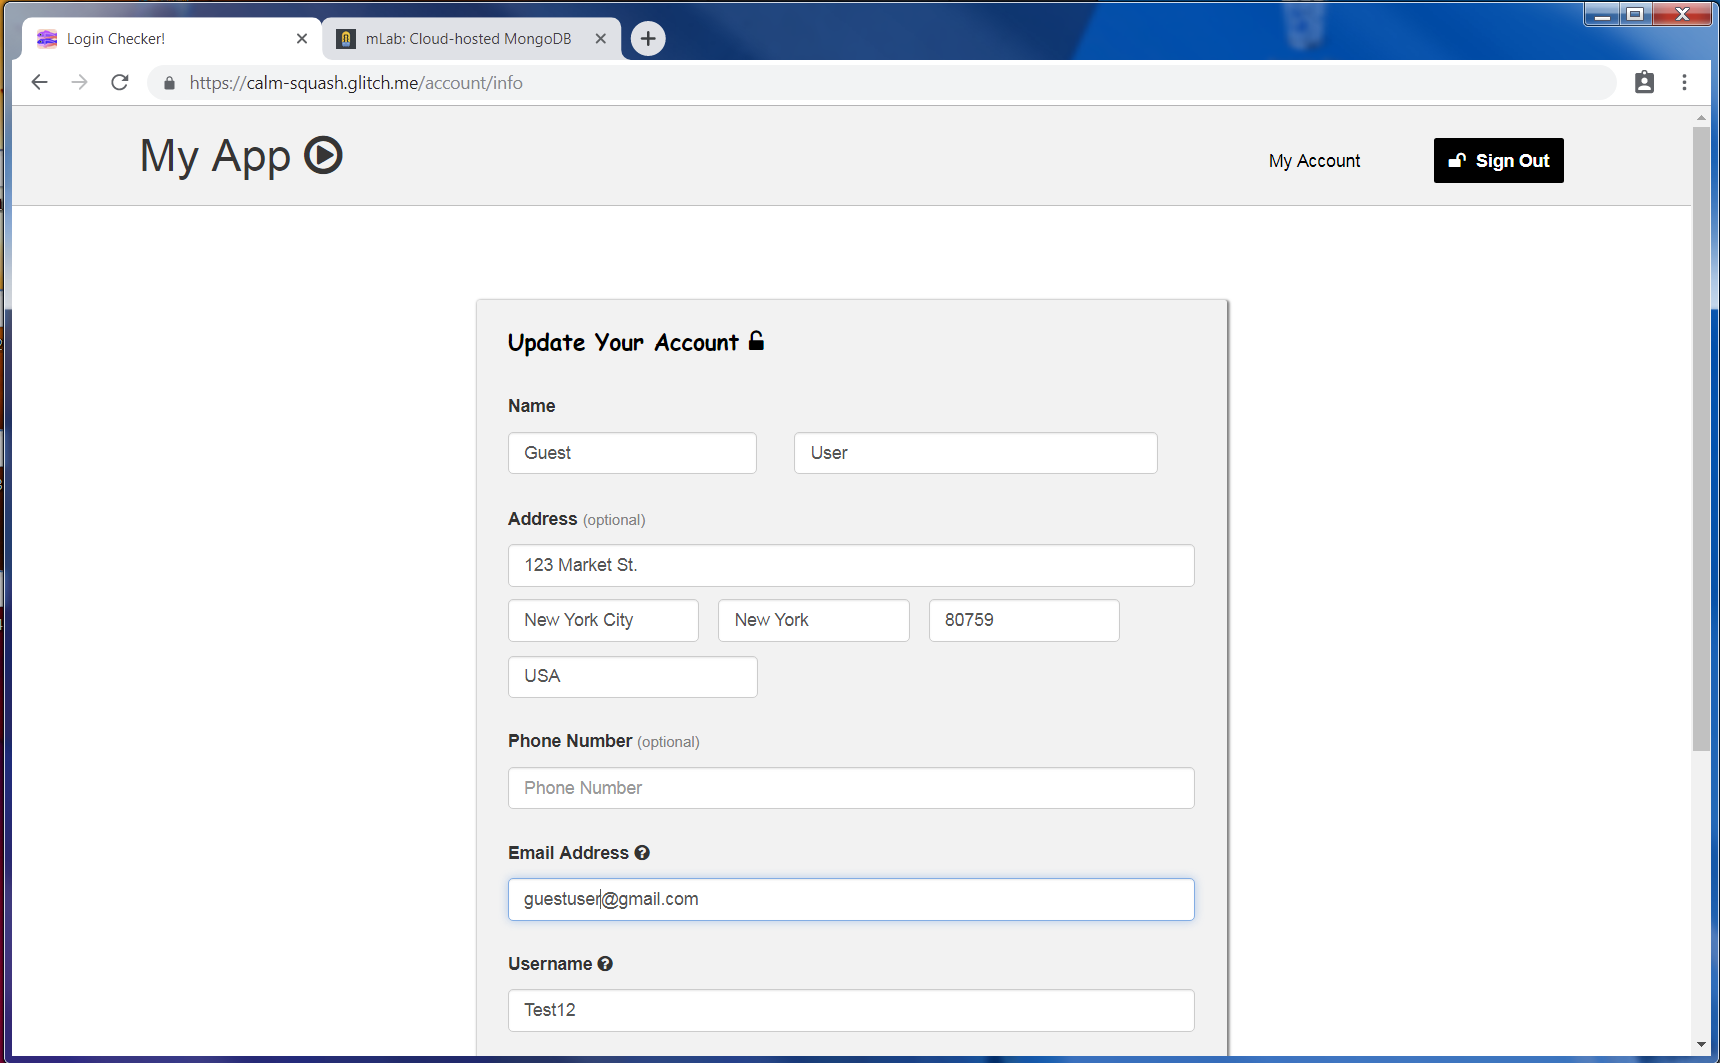 Login Checker!
mLab: Cloud-hosted MongoDB
https://calm-squash.glitch.me/account/info
My App
My Account
Sign Out
Update Your Account
Name
Guest User
Address (optional)
123 Market St.
New York City New York 80759
USA
Phone Number (optional)
Phone Number
Email Address
guestuser@gmail.com
Username
Test12